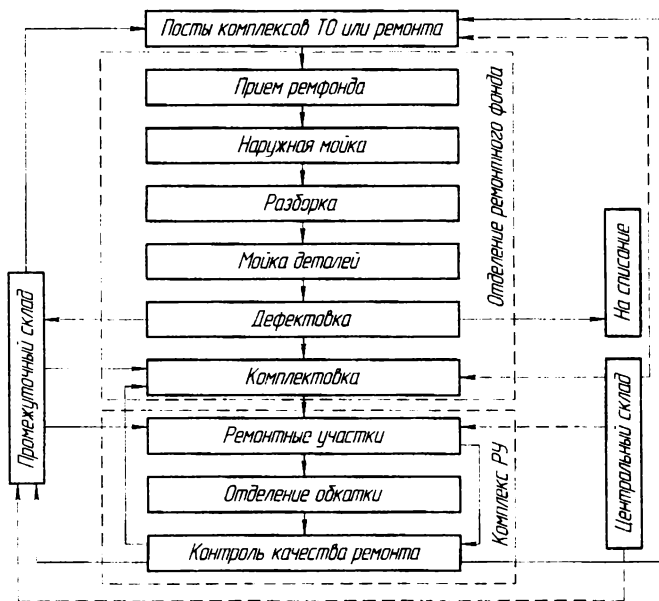 Посты комплексов ТО или ремонта
Прием ремфонда
Наружная мойка
Разборка
Мойка деталей
Дефектовка
Комплектовка
Ремонтные участки
Отделение обкатки
Контроль качества ремонта
Промежуточный склад
Отделение ремонтного фонда
Комплекс РУ
На списание
Центральный склад